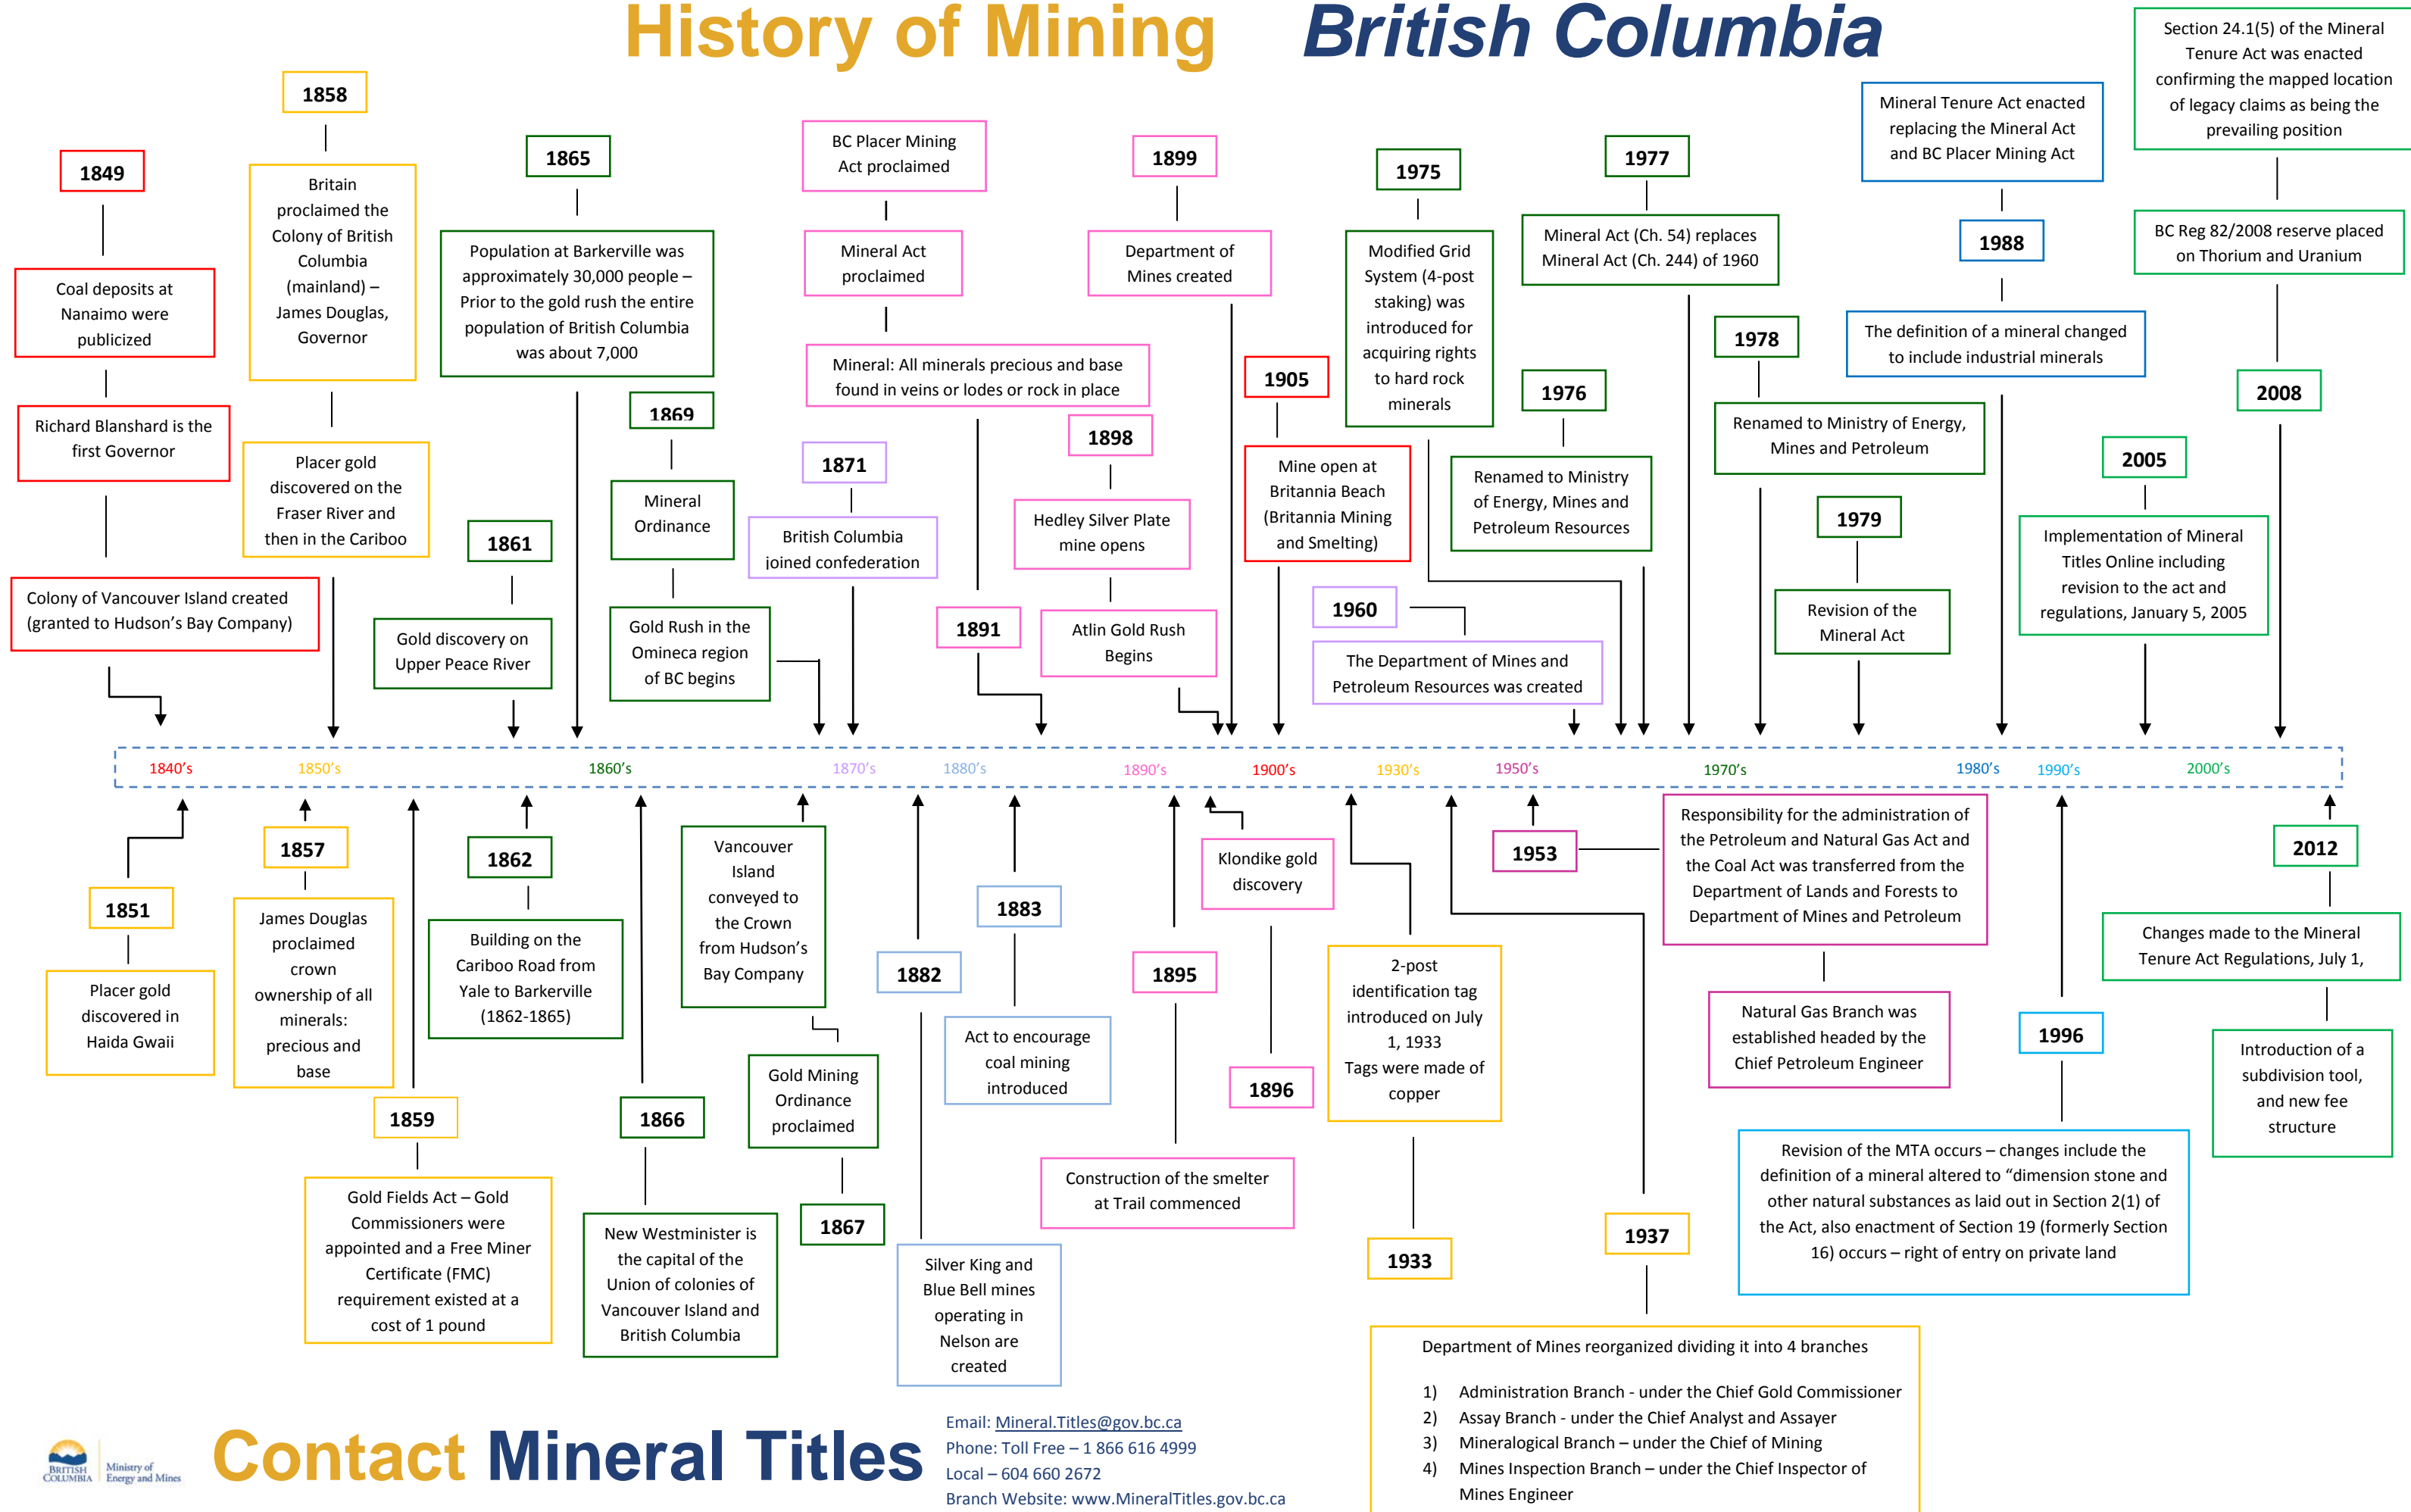 History of Mining British Columbia
1849
Coal deposits at
Nanaimo were
publicized
Richard Blanshard is the
first Governor
Colony of Vancouver Island created
(granted to Hudson's Bay Company)
1858
Britain
proclaimed the
Colony of British
Columbia
(mainland) –
James Douglas,
Governor
Placer gold
discovered on the
Fraser River and
then in the Cariboo
1861
Gold discovery on
Upper Peace River
1865
Population at Barkerville was
approximately 30,000 people –
Prior to the gold rush the entire
population of British Columbia
was about 7,000
1869
Mineral
Ordinance
Gold Rush in the
Omineca region
of BC begins
1871
British Columbia
joined confederation
BC Placer Mining
Act proclaimed
Mineral Act
proclaimed
Mineral: All minerals precious and base
found in veins or lodes or rock in place
1891
1898
Hedley Silver Plate
mine opens
Atlin Gold Rush
Begins
1899
Department of
Mines created
1905
Mine open at
Britannia Beach
(Britannia Mining
and Smelting)
1960
The Department of Mines and
Petroleum Resources was created
1975
Modified Grid
System (4-post
staking) was
introduced for
acquiring rights
to hard rock
minerals
1976
Renamed to Ministry
of Energy, Mines and
Petroleum Resources
1977
Mineral Act (Ch. 54) replaces
Mineral Act (Ch. 244) of 1960
1978
Renamed to Ministry of Energy,
Mines and Petroleum
1979
Revision of the
Mineral Act
Mineral Tenure Act enacted
replacing the Mineral Act
and BC Placer Mining Act
1988
The definition of a mineral changed
to include industrial minerals
2005
Implementation of Mineral
Titles Online including
revision to the act and
regulations, January 5, 2005
Section 24.1(5) of the Mineral
Tenure Act was enacted
confirming the mapped location
of legacy claims as being the
prevailing position
BC Reg 82/2008 reserve placed
on Thorium and Uranium
2008
1840's 1850's 1860's 1870's 1880's 1890's 1900's 1930's 1950's 1970's 1980's 1990's 2000's
1851
Placer gold
discovered in
Haida Gwaii
1857
James Douglas
proclaimed
crown
ownership of all
minerals:
precious and
base
1859
Gold Fields Act – Gold
Commissioners were
appointed and a Free Miner
Certificate (FMC)
requirement existed at a
cost of 1 pound
1862
Building on the
Cariboo Road from
Yale to Barkerville
(1862-1865)
1866
New Westminister is
the capital of the
Union of colonies of
Vancouver Island and
British Columbia
Vancouver
Island
conveyed to
the Crown
from Hudson's
Bay Company
Gold Mining
Ordinance
proclaimed
1867
1882
Silver King and
Blue Bell mines
operating in
Nelson are
created
1883
Act to encourage
coal mining
introduced
1895
Construction of the smelter
at Trail commenced
Klondike gold
discovery
1896
2-post
identification tag
introduced on July
1, 1933
Tags were made of
copper
1933
1937
Department of Mines reorganized dividing it into 4 branches
1) Administration Branch - under the Chief Gold Commissioner
2) Assay Branch - under the Chief Analyst and Assayer
3) Mineralogical Branch – under the Chief of Mining
4) Mines Inspection Branch – under the Chief Inspector of
Mines Engineer
1953
Responsibility for the administration of
the Petroleum and Natural Gas Act and
the Coal Act was transferred from the
Department of Lands and Forests to
Department of Mines and Petroleum
Natural Gas Branch was
established headed by the
Chief Petroleum Engineer
1996
Revision of the MTA occurs – changes include the
definition of a mineral altered to “dimension stone and
other natural substances as laid out in Section 2(1) of
the Act, also enactment of Section 19 (formerly Section
16) occurs – right of entry on private land
2012
Changes made to the Mineral
Tenure Act Regulations, July 1,
Introduction of a
subdivision tool,
and new fee
structure
BRITISH
COLUMBIA
Ministry of
Energy and Mines
Contact Mineral Titles
Email: Mineral.Titles@gov.bc.ca
Phone: Toll Free – 1 866 616 4999
Local – 604 660 2672
Branch Website: www.MineralTitles.gov.bc.ca